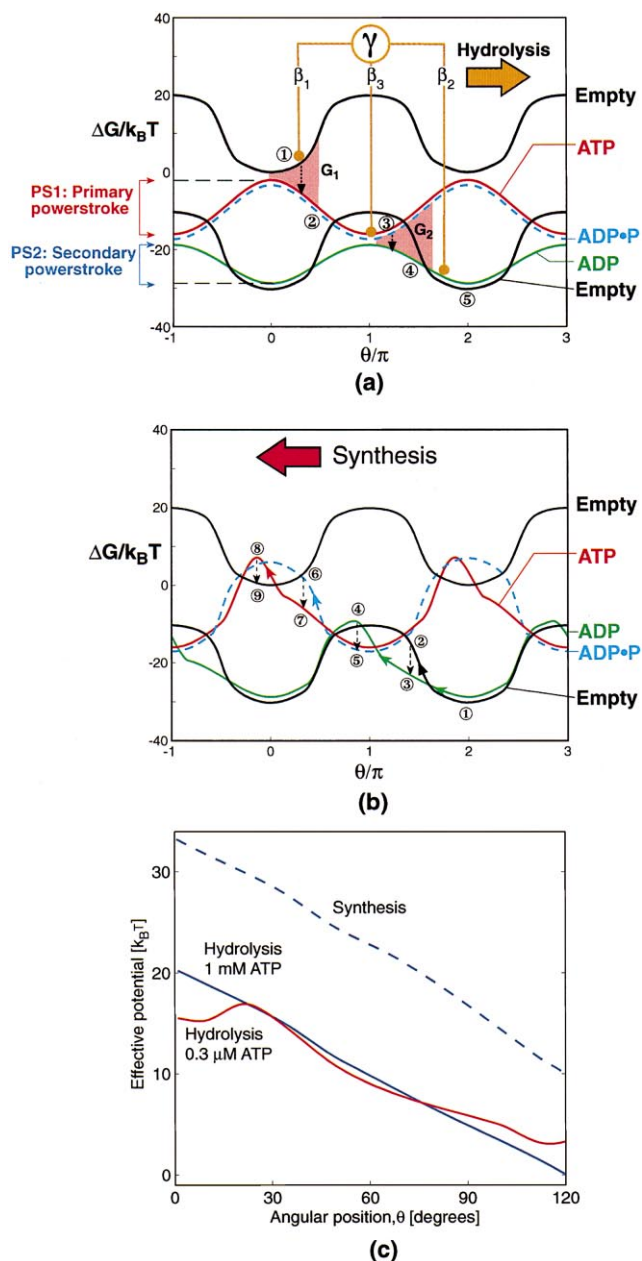 40
γ
Hydrolysis
β1
β3
β2
20
Empty
ΔG/kBT
①
0
G1
ATP
PS1: Primary
powerstroke
②
③
G2
ADP•P
-20
PS2: Secondary
powerstroke
④
ADP
⑤
Empty
-40
-1 0 1 2 3
θ/π
(a)
40
Synthesis
20
Empty
ΔG/kBT
⑧
⑥
ATP
0
⑨
⑦
④
②
ADP
⑤
ADP•P
-20
③
Empty
①
-40
-1 0 1 2 3
θ/π
(b)
Effective potential [kBT]
30
Synthesis
Hydrolysis
1 mM ATP
20
Hydrolysis
0.3 μM ATP
10
0
0 30 60 90 120
Angular position,θ [degrees]
(c)